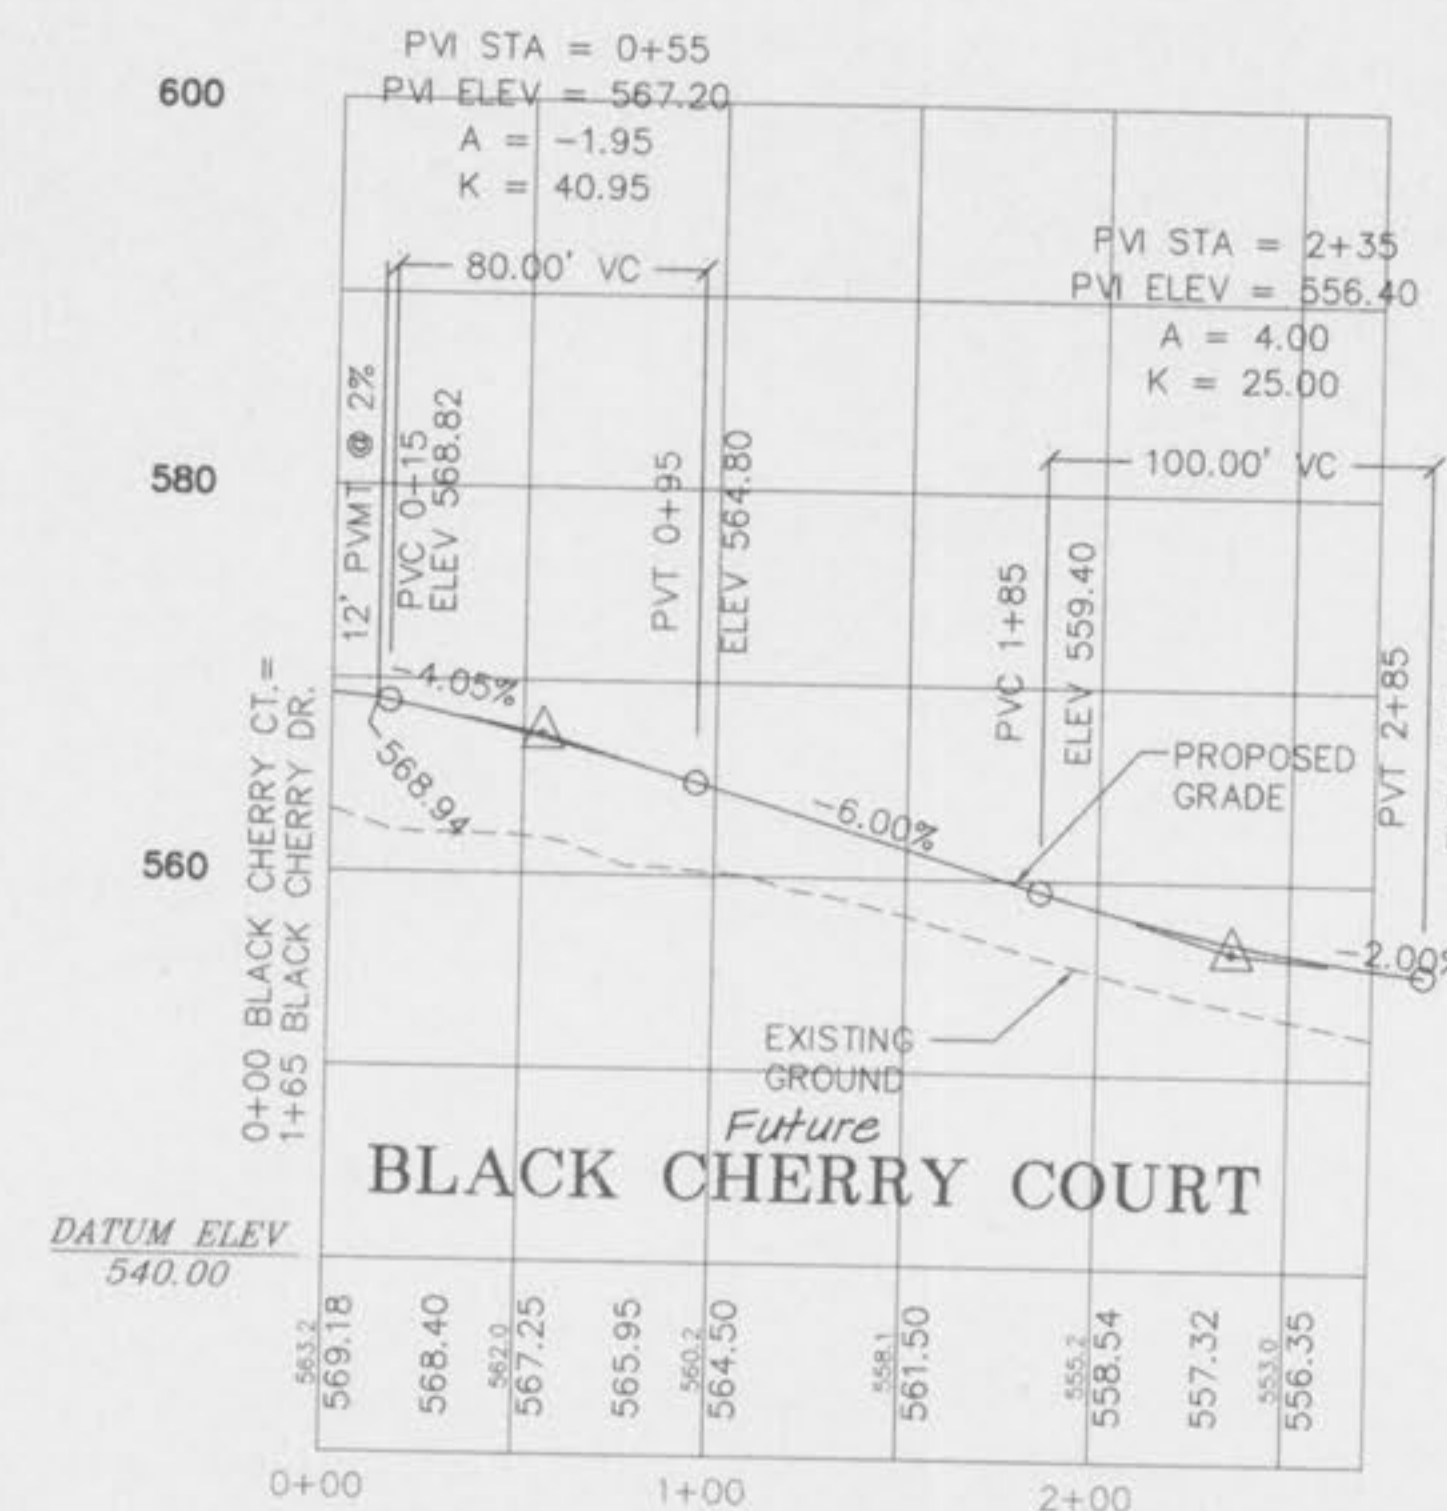 PVI STA = 0+55
PVI ELEV = 567.20
A = -1.95
K = 40.95
600
80.00' VC
PVI STA = 2+35
PVI ELEV = 556.40
A = 4.00
K = 25.00
100.00' VC
580
12' PVMT @ 2%
PVC 0+15
ELEV 568.82
PVT 0+95
ELEV 564.80
PVC 1+85
ELEV 559.40
PVT 2+85
0+00 BLACK CHERRY CT.=
1+65 BLACK CHERRY DR.
-4.05%
568.94
-6.00%
PROPOSED
GRADE
-2.00%
560
EXISTING
GROUND
Future
BLACK CHERRY COURT
DATUM ELEV
540.00
563.2
569.18
568.40
562.0
567.25
565.95
560.2
564.50
558.1
561.50
555.2
558.54
557.32
553.0
556.35
0+00
1+00
2+00